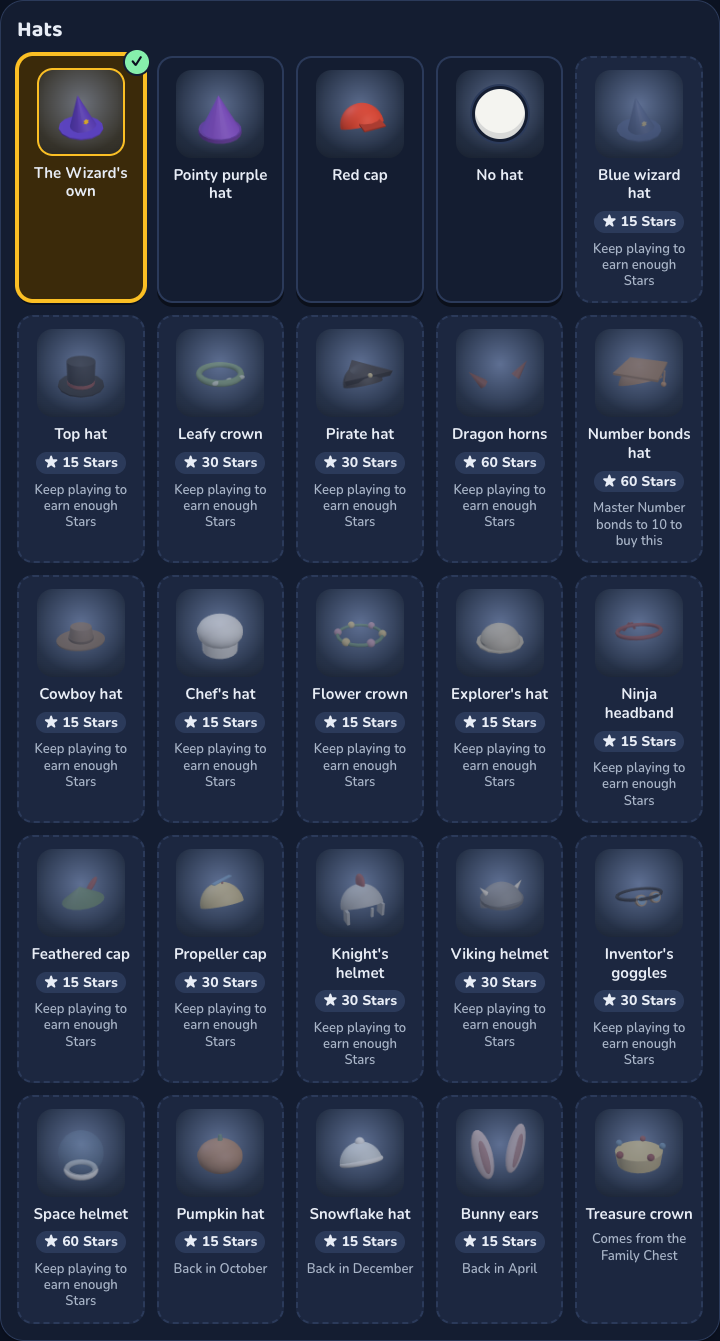 Hats
The Wizard's
own
Pointy purple
hat
Red cap
No hat
Blue wizard
hat
15 Stars
Keep playing to
earn enough
Stars
Top hat
15 Stars
Keep playing to
earn enough
Stars
Leafy crown
30 Stars
Keep playing to
earn enough
Stars
Pirate hat
30 Stars
Keep playing to
earn enough
Stars
Dragon horns
60 Stars
Keep playing to
earn enough
Stars
Number bonds
hat
60 Stars
Master Number
bonds to 10 to
buy this
Cowboy hat
15 Stars
Keep playing to
earn enough
Stars
Chef's hat
15 Stars
Keep playing to
earn enough
Stars
Flower crown
15 Stars
Keep playing to
earn enough
Stars
Explorer's hat
15 Stars
Keep playing to
earn enough
Stars
Ninja
headband
15 Stars
Keep playing to
earn enough
Stars
Feathered cap
15 Stars
Keep playing to
earn enough
Stars
Propeller cap
30 Stars
Keep playing to
earn enough
Stars
Knight's
helmet
30 Stars
Keep playing to
earn enough
Stars
Viking helmet
30 Stars
Keep playing to
earn enough
Stars
Inventor's
goggles
30 Stars
Keep playing to
earn enough
Stars
Space helmet
60 Stars
Keep playing to
earn enough
Stars
Pumpkin hat
15 Stars
Back in October
Snowflake hat
15 Stars
Back in December
Bunny ears
15 Stars
Back in April
Treasure crown
Comes from the
Family Chest